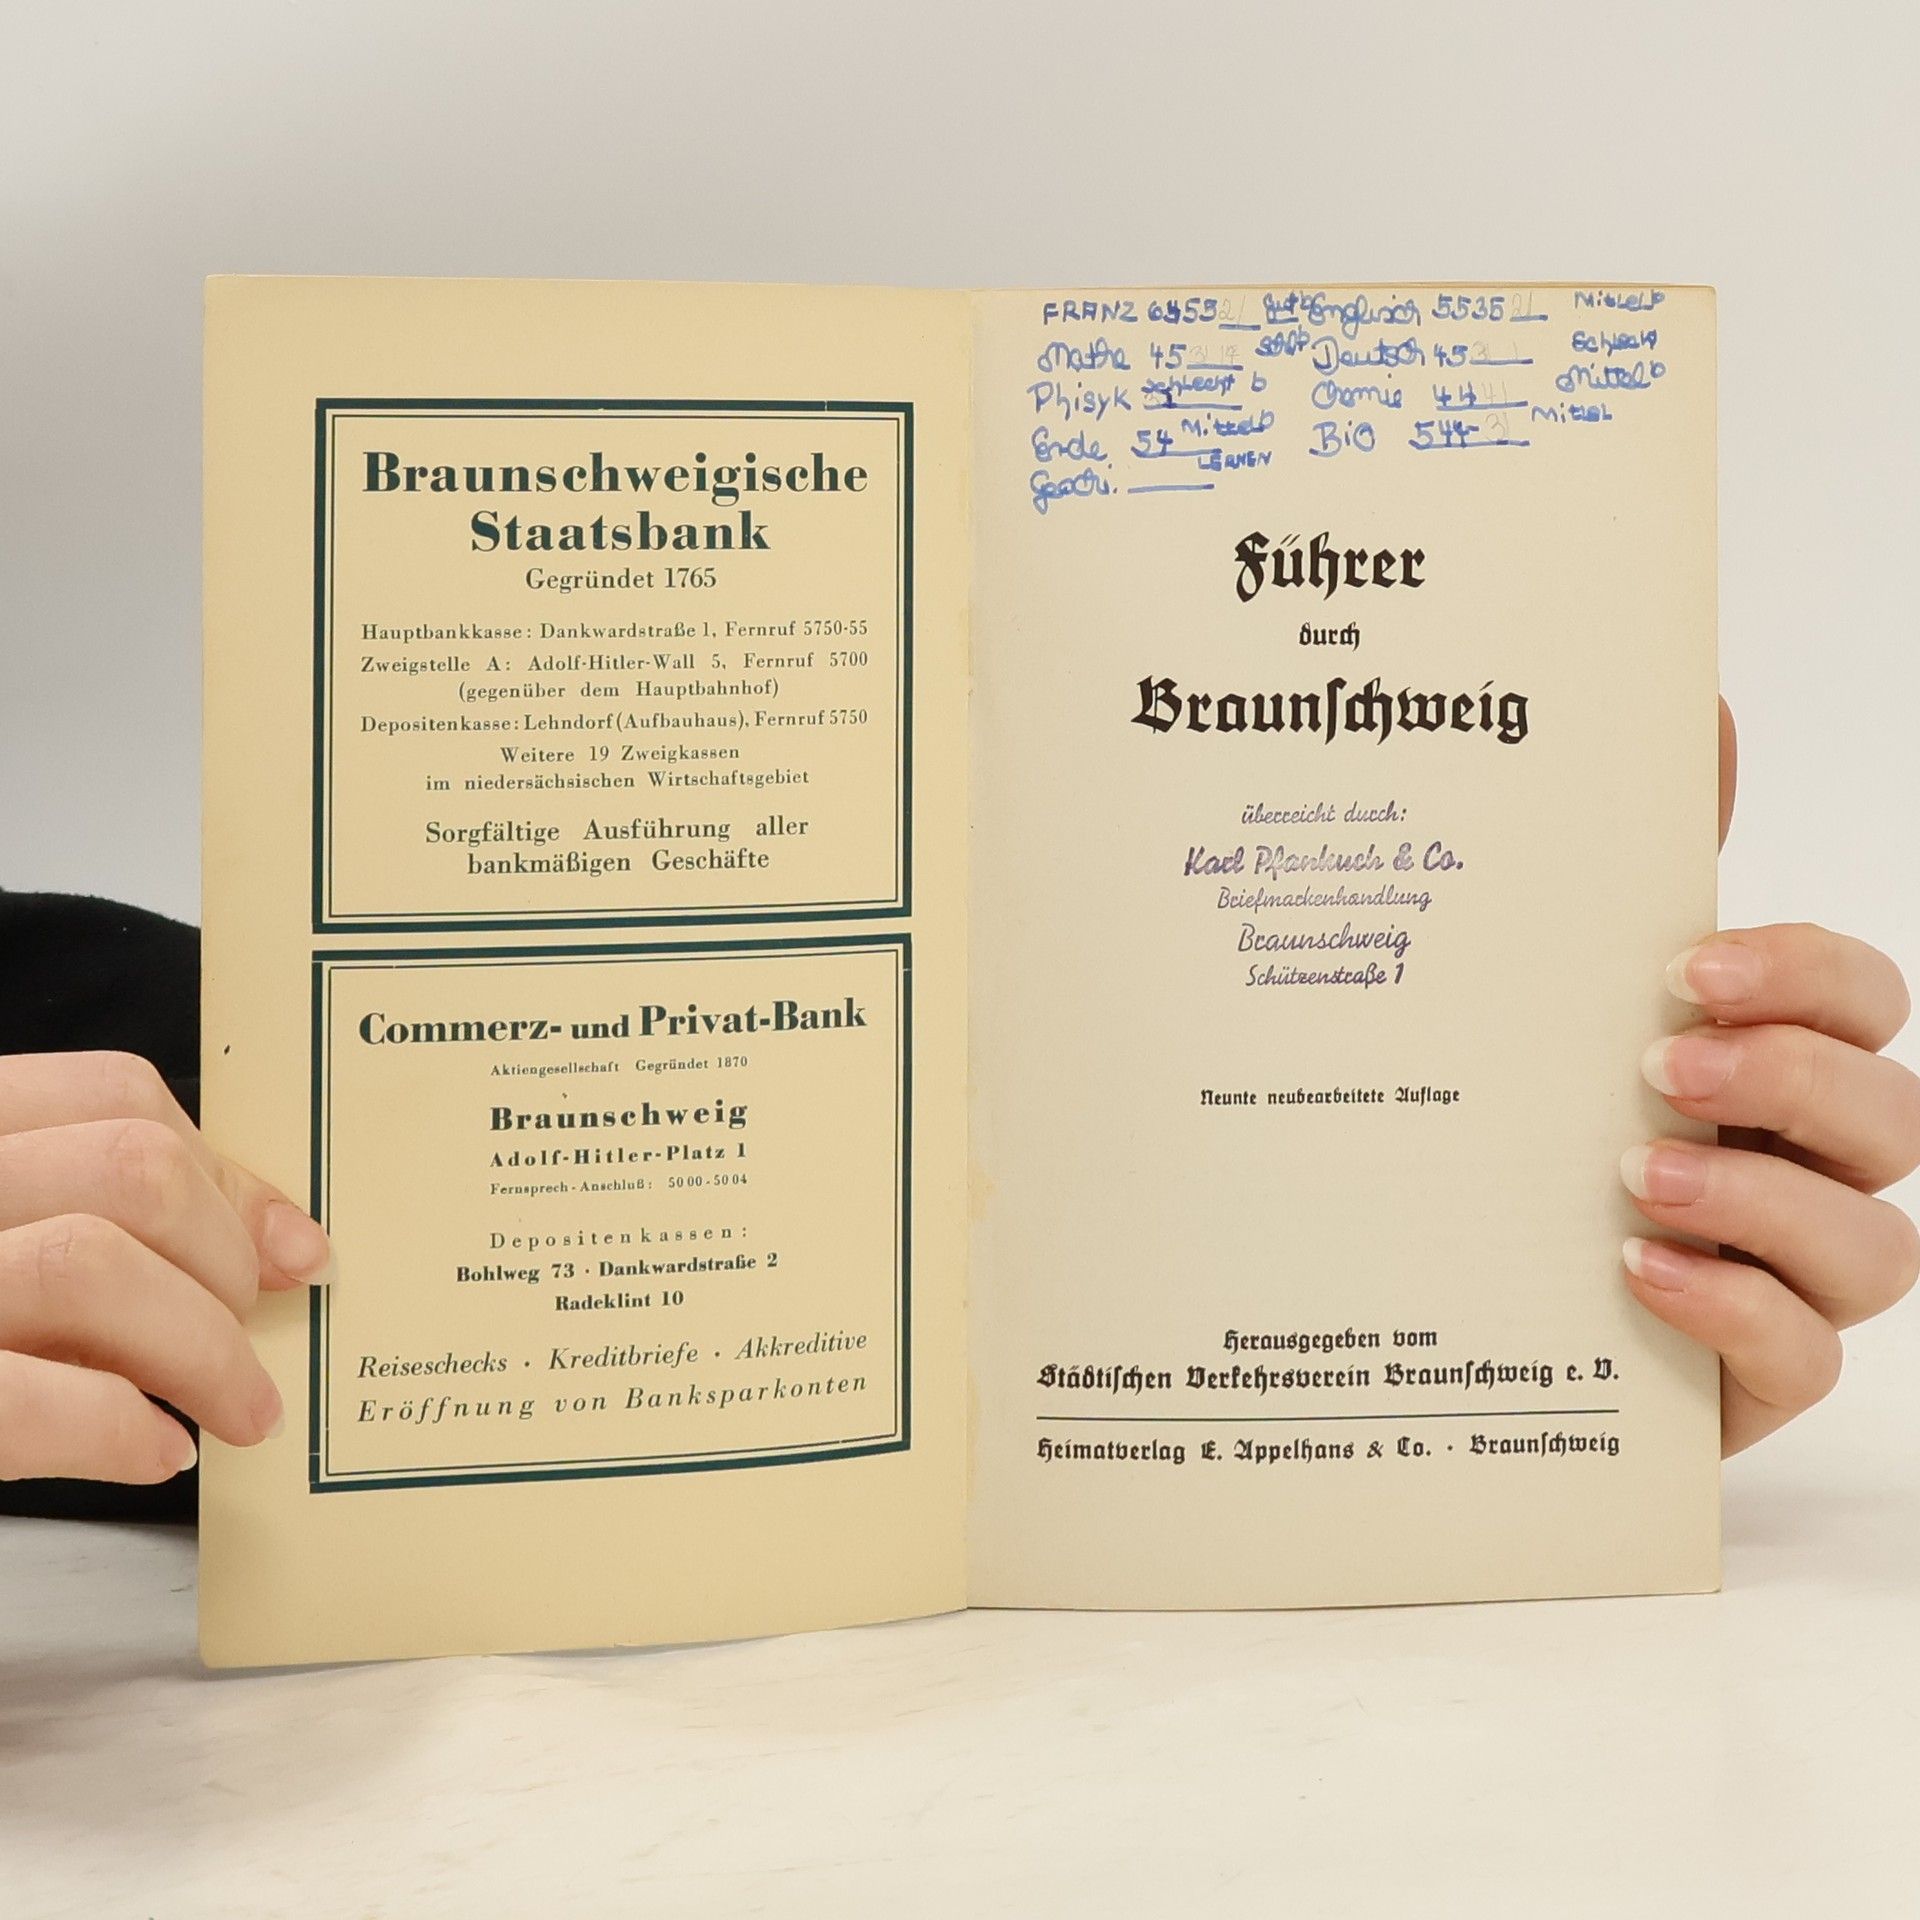 Braunschweigische
Staatsbank
Gegründet 1765
Hauptbankkasse: Dankwardstraße 1, Fernruf 5750-55
Zweigstelle A: Adolf-Hitler-Wall 5, Fernruf 5700
(gegenüber dem Hauptbahnhof)
Depositenkasse: Lehndorf (Aufbauhaus), Fernruf 5750
Weitere 19 Zweigkassen
im niedersächsischen Wirtschaftsgebiet
Sorgfältige Ausführung aller
bankmäßigen Geschäfte
Commerz- und Privat-Bank
Aktiengesellschaft Gegründet 1870
Braunschweig
Adolf-Hitler-Platz 1
Fernsprech-Anschluß: 5000-5004
Depositenkassen:
Bohlweg 73 · Dankwardstraße 2
Radeklint 10
Reiseschecks · Kreditbriefe · Akkreditive
Eröffnung von Banksparkonten
FRANZ Englisch 5535 Mittel b
Mathe 45 Deutsch 45 Schlecht
Phisyk schlecht b Chemie 44 Mittel b
Erde 54 Mittel b BiO 544 Mittel
Gesch. LERNEN
Führer
durch
Braunschweig
überreicht durch:
Karl Pfankuch & Co.
Briefmarkenhandlung
Braunschweig
Schützenstraße 1
Neunte neubearbeitete Auflage
Herausgegeben vom
Städtischen Verkehrsverein Braunschweig e. V.
Heimatverlag E. Appelhans & Co. · Braunschweig